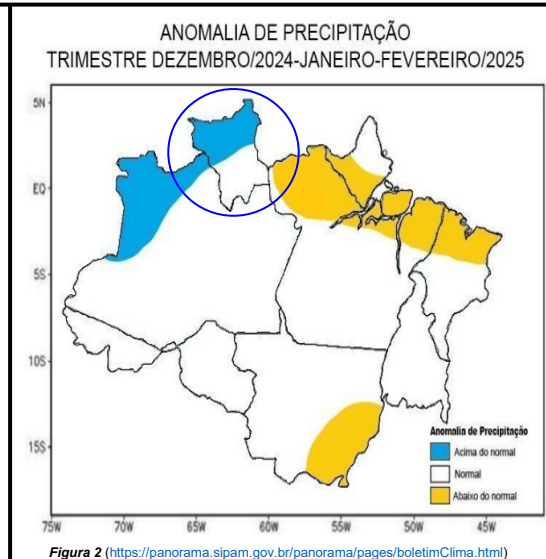 ANOMALIA DE PRECIPITAÇÃO
TRIMESTRE DEZEMBRO/2024-JANEIRO-FEVEREIRO/2025
5N
EQ
5S
10S
15S
75W 70W 65W 60W 55W 50W 45W
Anomalia de Precipitação
Acima do normal
Normal
Abaixo do normal
Figura 2 (https://panorama.sipam.gov.br/panorama/pages/boletimClima.html)